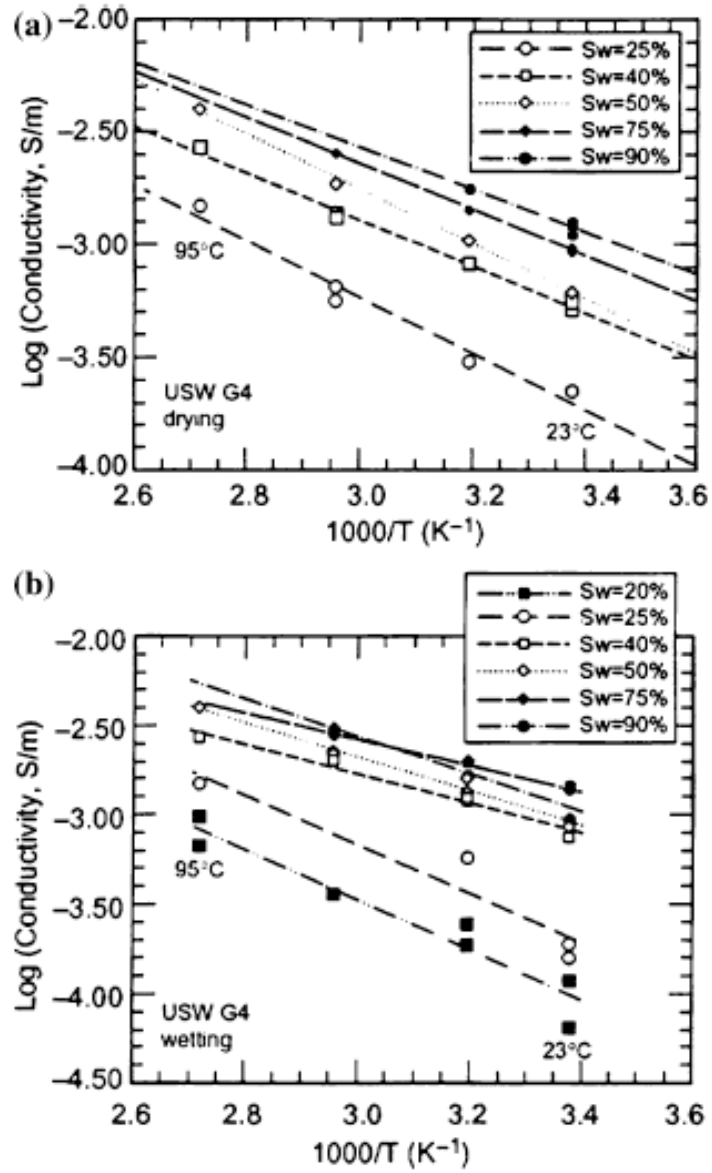 (a)
−2.00
−2.50
−3.00
−3.50
−4.00
Log (Conductivity, S/m)
Sw=25%
Sw=40%
Sw=50%
Sw=75%
Sw=90%
95°C
23°C
USW G4
drying
2.6 2.8 3.0 3.2 3.4 3.6
1000/T (K⁻¹)
(b)
−2.00
−2.50
−3.00
−3.50
−4.00
−4.50
Log (Conductivity, S/m)
Sw=20%
Sw=25%
Sw=40%
Sw=50%
Sw=75%
Sw=90%
95°C
USW G4
wetting
23°C
2.6 2.8 3.0 3.2 3.4 3.6
1000/T (K⁻¹)